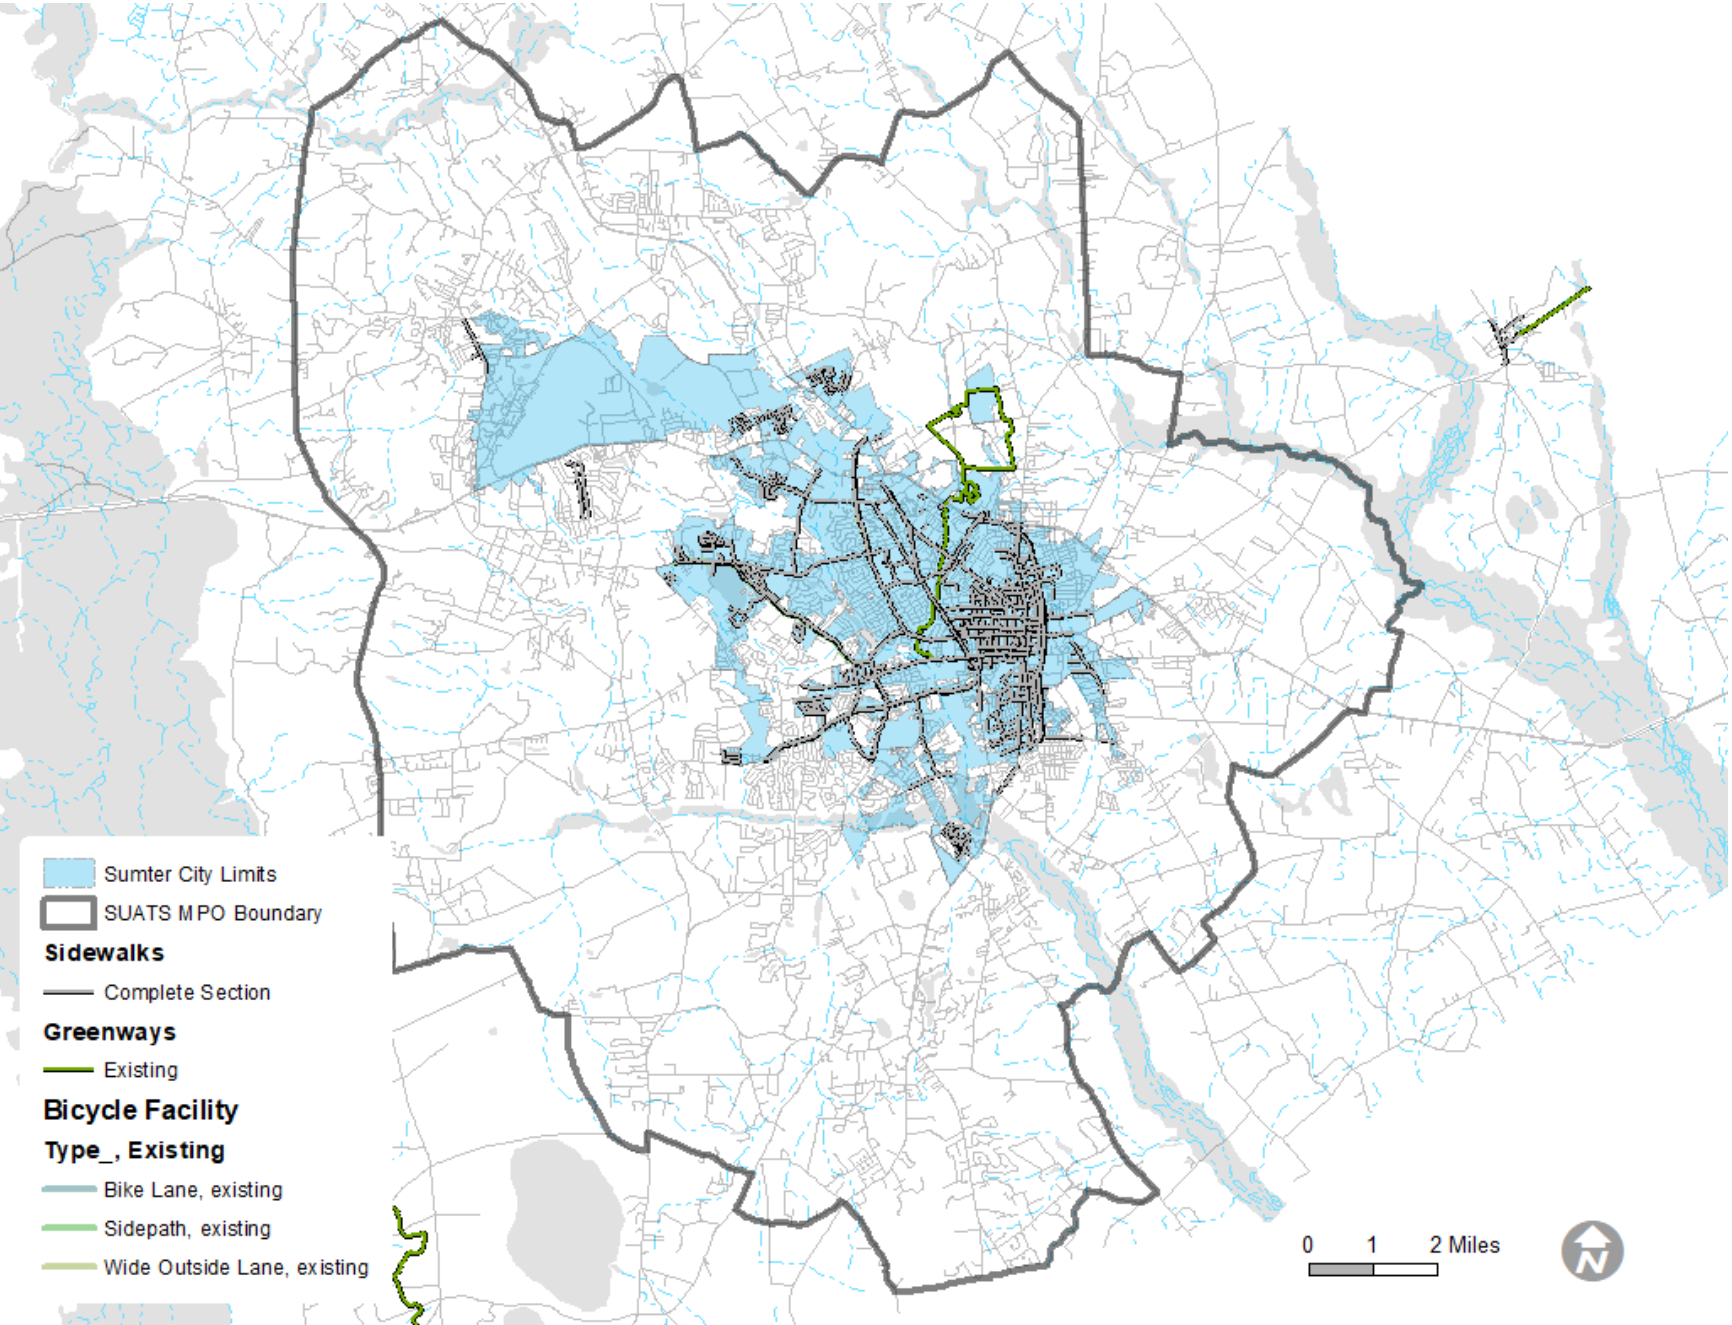 Sumter City Limits
SUATS MPO Boundary
Sidewalks
Complete Section
Greenways
Existing
Bicycle Facility
Type_, Existing
Bike Lane, existing
Sidepath, existing
Wide Outside Lane, existing
0 1 2 Miles
N